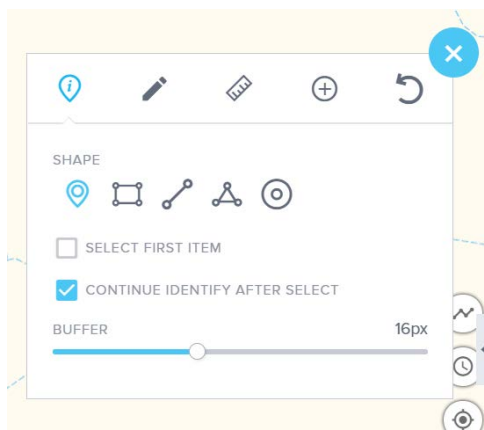 SHAPE
SELECT FIRST ITEM
CONTINUE IDENTIFY AFTER SELECT
BUFFER 16px